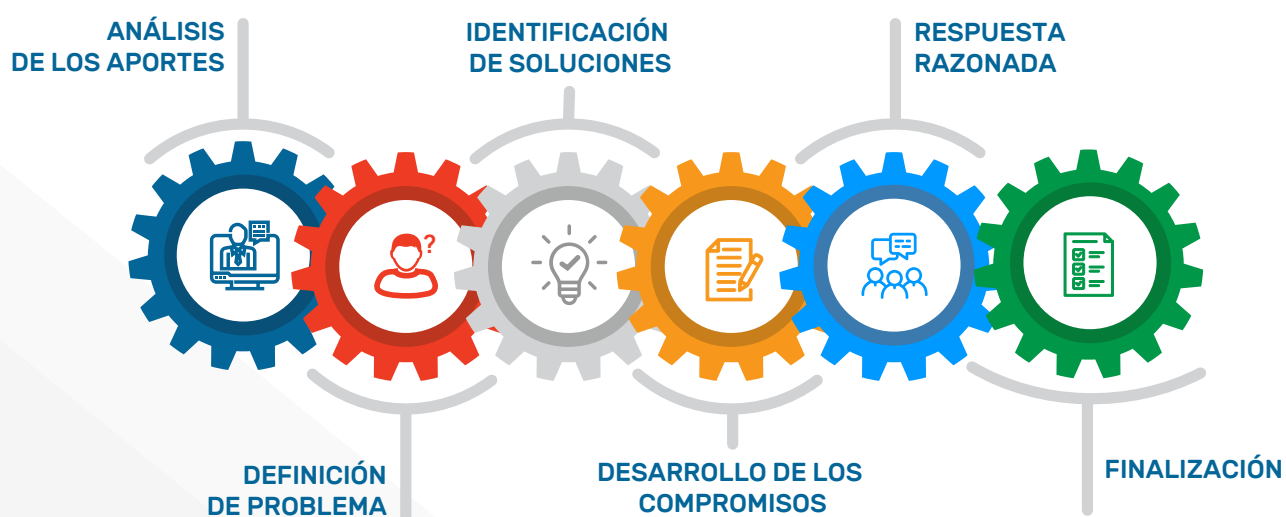 ANÁLISIS
DE LOS APORTES
IDENTIFICACIÓN
DE SOLUCIONES
RESPUESTA
RAZONADA
?
DEFINICIÓN
DE PROBLEMA
DESARROLLO DE LOS
COMPROMISOS
FINALIZACIÓN